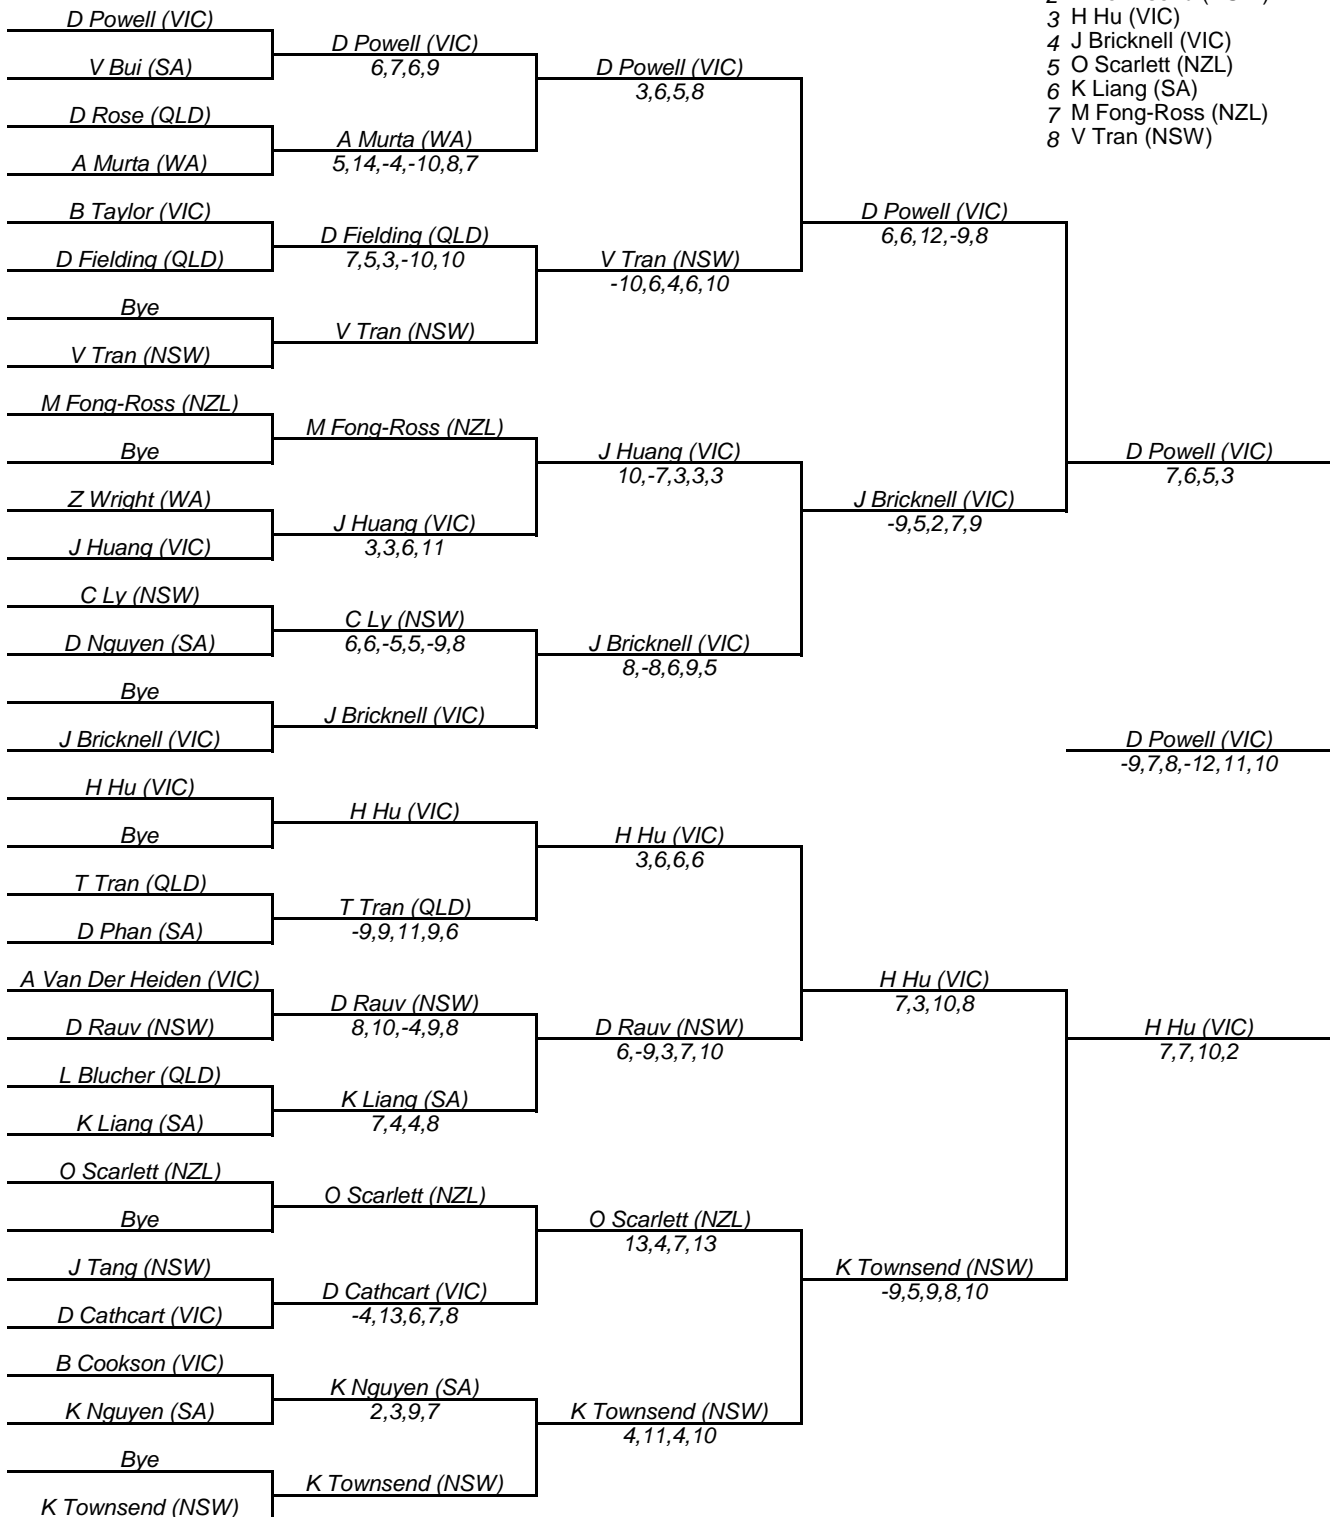 3 H Hu (VIC)
4 J Bricknell (VIC)
5 O Scarlett (NZL)
6 K Liang (SA)
7 M Fong-Ross (NZL)
8 V Tran (NSW)
D Powell (VIC)
V Bui (SA)
D Rose (QLD)
A Murta (WA)
B Taylor (VIC)
D Fielding (QLD)
Bye
V Tran (NSW)
M Fong-Ross (NZL)
Bye
Z Wright (WA)
J Huang (VIC)
C Ly (NSW)
D Nguyen (SA)
Bye
J Bricknell (VIC)
H Hu (VIC)
Bye
T Tran (QLD)
D Phan (SA)
A Van Der Heiden (VIC)
D Rauv (NSW)
L Blucher (QLD)
K Liang (SA)
O Scarlett (NZL)
Bye
J Tang (NSW)
D Cathcart (VIC)
B Cookson (VIC)
K Nguyen (SA)
Bye
K Townsend (NSW)
D Powell (VIC)
6,7,6,9
A Murta (WA)
5,14,-4,-10,8,7
D Fielding (QLD)
7,5,3,-10,10
V Tran (NSW)
M Fong-Ross (NZL)
J Huang (VIC)
3,3,6,11
C Ly (NSW)
6,6,-5,5,-9,8
J Bricknell (VIC)
H Hu (VIC)
T Tran (QLD)
-9,9,11,9,6
D Rauv (NSW)
8,10,-4,9,8
K Liang (SA)
7,4,4,8
O Scarlett (NZL)
D Cathcart (VIC)
-4,13,6,7,8
K Nguyen (SA)
2,3,9,7
K Townsend (NSW)
D Powell (VIC)
3,6,5,8
V Tran (NSW)
-10,6,4,6,10
J Huang (VIC)
10,-7,3,3,3
J Bricknell (VIC)
8,-8,6,9,5
H Hu (VIC)
3,6,6,6
D Rauv (NSW)
6,-9,3,7,10
O Scarlett (NZL)
13,4,7,13
K Townsend (NSW)
4,11,4,10
D Powell (VIC)
6,6,12,-9,8
J Bricknell (VIC)
-9,5,2,7,9
H Hu (VIC)
7,3,10,8
K Townsend (NSW)
-9,5,9,8,10
D Powell (VIC)
7,6,5,3
D Powell (VIC)
-9,7,8,-12,11,10
H Hu (VIC)
7,7,10,2